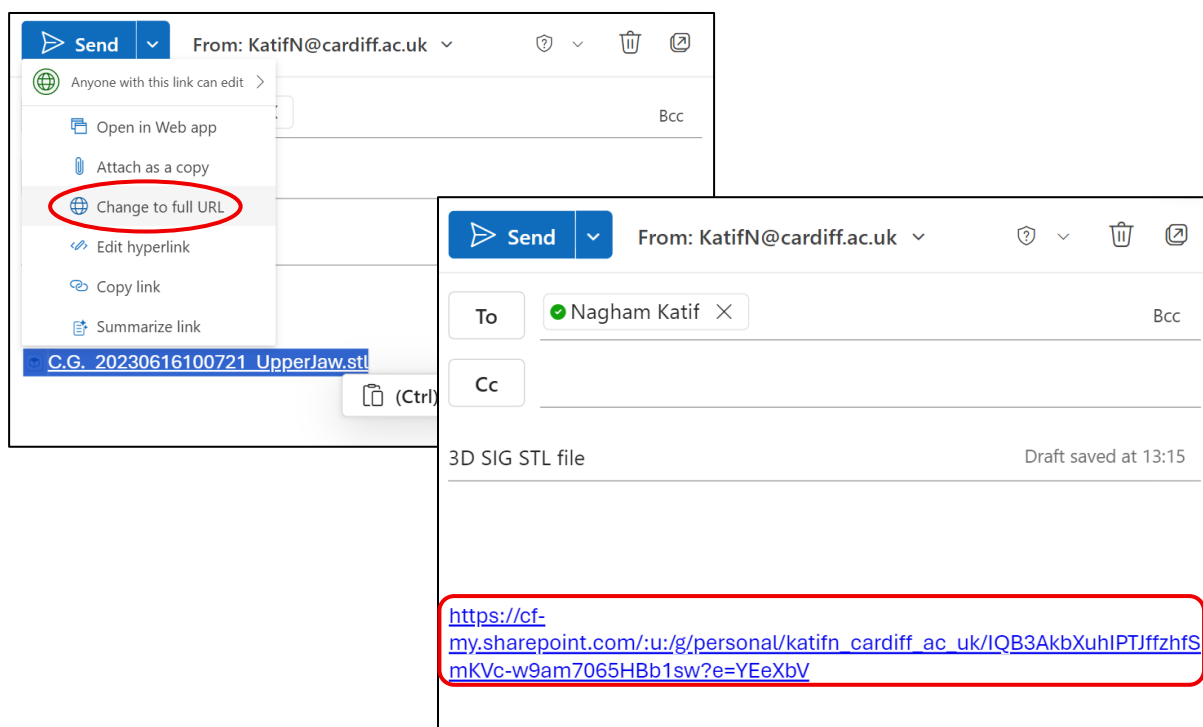 Send
From: KatifN@cardiff.ac.uk
Anyone with this link can edit
Bcc
Open in Web app
Attach as a copy
Change to full URL
Edit hyperlink
Copy link
Summarize link
C.G._20230616100721_UpperJaw.stl
(Ctrl)
Send
From: KatifN@cardiff.ac.uk
To
Nagham Katif
Bcc
Cc
3D SIG STL file
Draft saved at 13:15
https://cf-
my.sharepoint.com/:u:/g/personal/katifn_cardiff_ac_uk/IQB3AkbXuhIPTJffzhfS
mKVc-w9am7065HBb1sw?e=YEeXbV